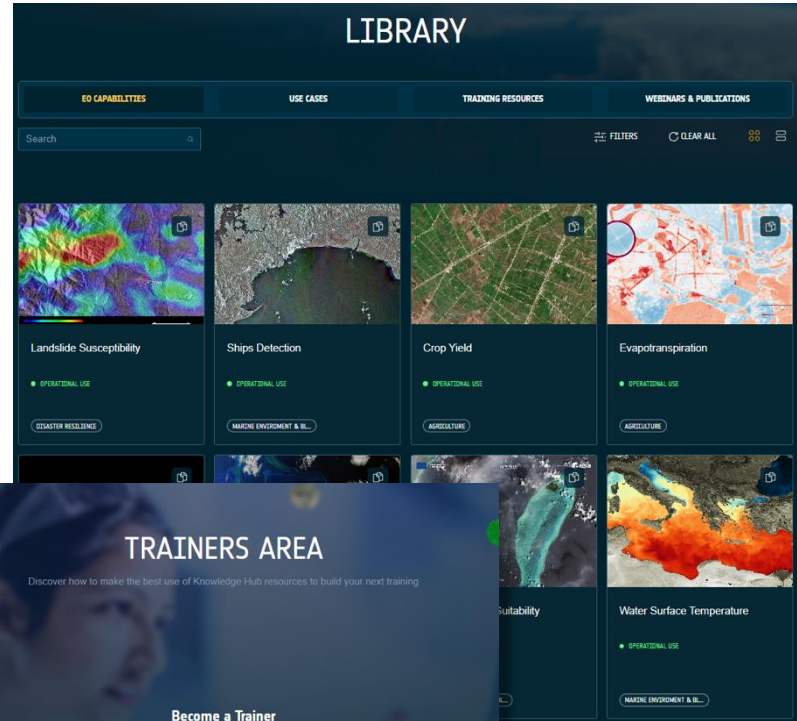 LIBRARY
EO CAPABILITIES
USE CASES
TRAINING RESOURCES
WEBINARS & PUBLICATIONS
Search
FILTERS
CLEAR ALL
Landslide Susceptibility
Ships Detection
Crop Yield
Evapotranspiration
OPERATIONAL USE
OPERATIONAL USE
OPERATIONAL USE
OPERATIONAL USE
DISASTER RESILIENCE
MARINE ENVIROMENT & BL...
AGRICULTURE
AGRICULTURE
TRAINERS AREA
Discover how to make the best use of Knowledge Hub resources to build your next training
Become a Trainer
Suitability
Water Surface Temperature
OPERATIONAL USE
MARINE ENVIROMENT & BL...